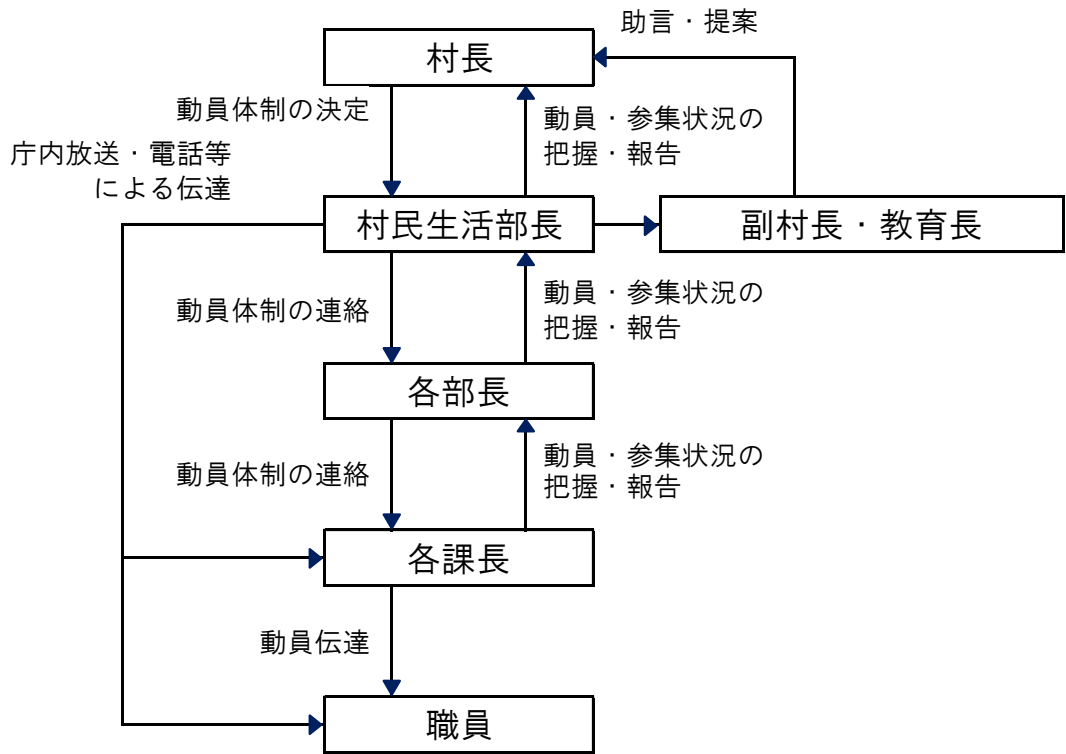 助言・提案
村長
動員体制の決定
動員・参集状況の
把握・報告
庁内放送・電話等
による伝達
村民生活部長
副村長・教育長
動員体制の連絡
動員・参集状況の
把握・報告
各部長
動員体制の連絡
動員・参集状況の
把握・報告
各課長
動員伝達
職員